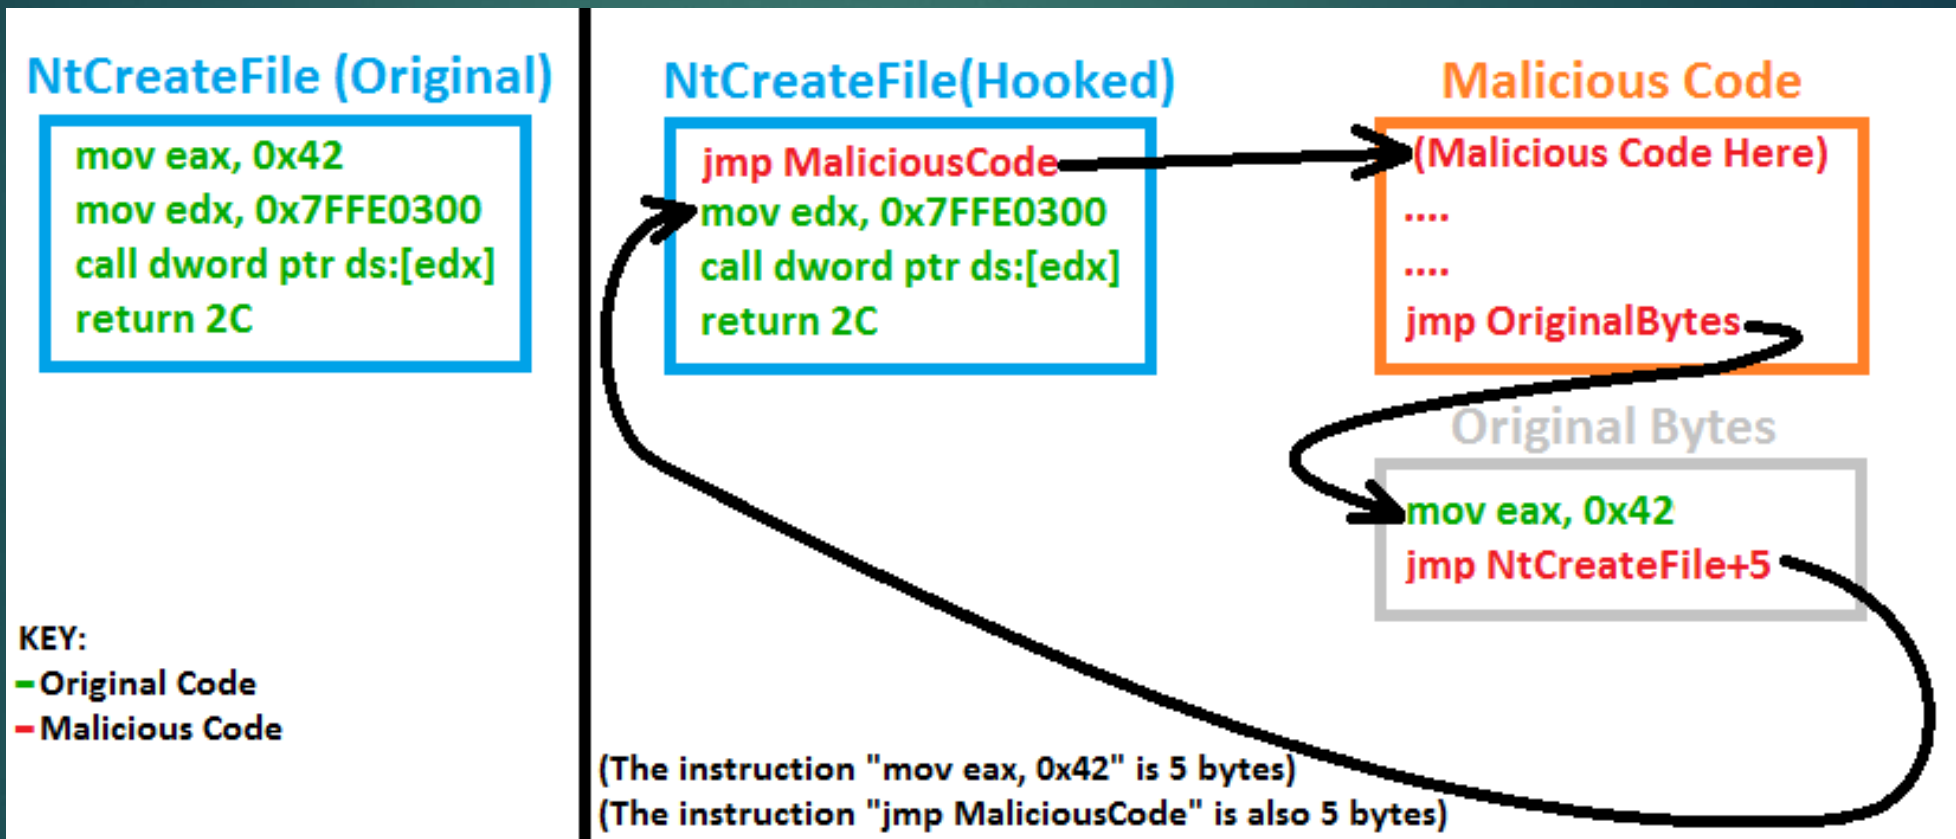 NtCreateFile (Original)
mov eax, 0x42
mov edx, 0x7FFE0300
call dword ptr ds:[edx]
return 2C
KEY:
-Original Code
-Malicious Code
NtCreateFile(Hooked)
jmp MaliciousCode
mov edx, 0x7FFE0300
call dword ptr ds:[edx]
return 2C
Malicious Code
(Malicious Code Here)
....
....
jmp OriginalBytes
Original Bytes
mov eax, 0x42
jmp NtCreateFile+5
(The instruction "mov eax, 0x42" is 5 bytes)
(The instruction "jmp MaliciousCode" is also 5 bytes)